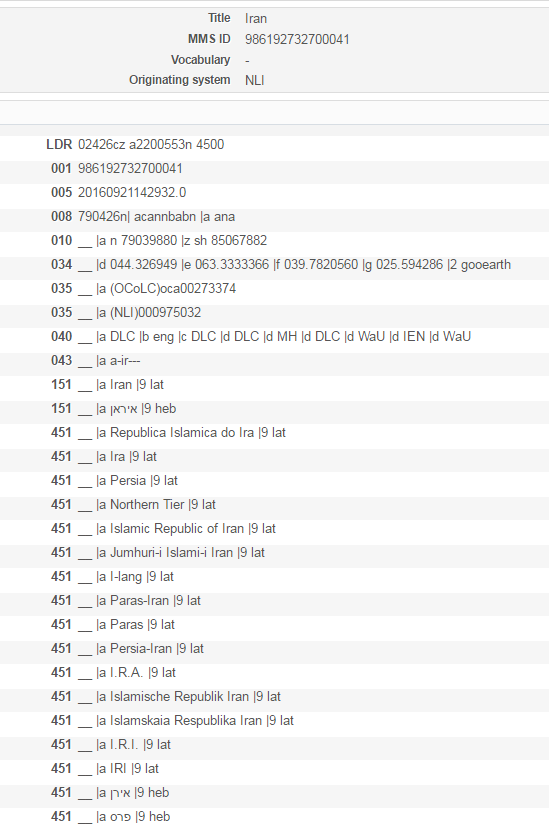 Title Iran
MMS ID 986192732700041
Vocabulary -
Originating system NLI
LDR 02426cz a2200553n 4500
001 986192732700041
005 20160921142932.0
008 790426n| acannbabn |a ana
010 __ |a n 79039880 |z sh 85067882
034 __ |d 044.326949 |e 063.3333366 |f 039.7820560 |g 025.594286 |2 gooearth
035 __ |a (OCoLC)oca00273374
035 __ |a (NLI)000975032
040 __ |a DLC |b eng |c DLC |d DLC |d MH |d DLC |d WaU |d IEN |d WaU
043 __ |a a-ir---
151 __ |a Iran |9 lat
151 __ |a איראן |9 heb
451 __ |a Republica Islamica do Ira |9 lat
451 __ |a Ira |9 lat
451 __ |a Persia |9 lat
451 __ |a Northern Tier |9 lat
451 __ |a Islamic Republic of Iran |9 lat
451 __ |a Jumhuri-i Islami-i Iran |9 lat
451 __ |a I-lang |9 lat
451 __ |a Paras-Iran |9 lat
451 __ |a Paras |9 lat
451 __ |a Persia-Iran |9 lat
451 __ |a I.R.A. |9 lat
451 __ |a Islamische Republik Iran |9 lat
451 __ |a Islamskaia Respublika Iran |9 lat
451 __ |a I.R.I. |9 lat
451 __ |a IRI |9 lat
451 __ |a אירן |9 heb
451 __ |a פרס |9 heb